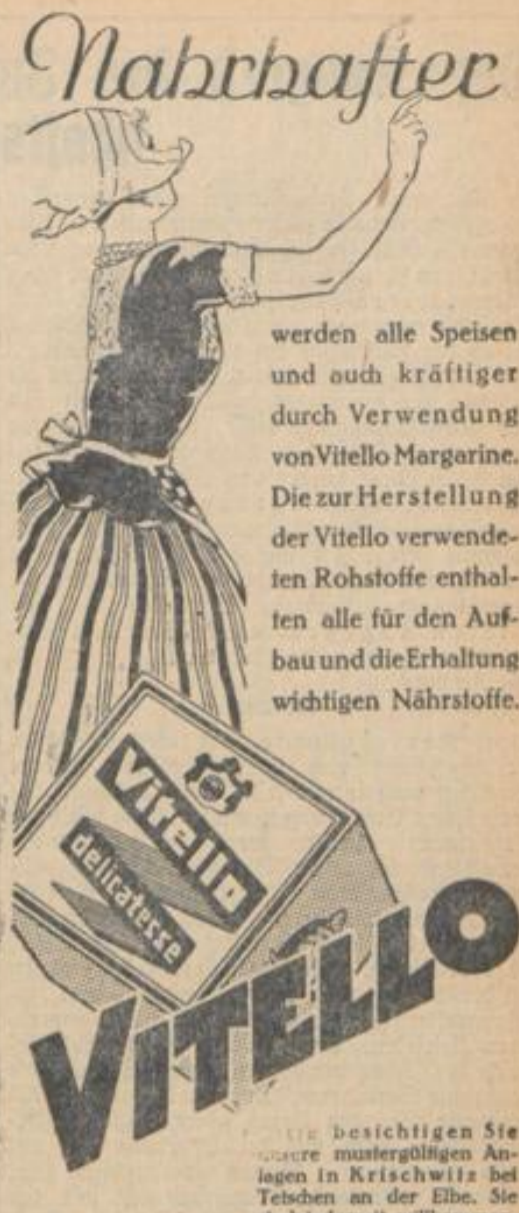 Nahrhafter
werden alle Speisen
und auch kräftiger
durch Verwendung
von Vitello Margarine.
Die zur Herstellung
der Vitello verwende-
ten Rohstoffe enthal-
ten alle für den Auf-
bau und die Erhaltung
wichtigen Nährstoffe.
Vitello
delicatesse
VITELLO
besichtigen Sie
unsere mustergültigen An-
lagen in Krischwitz bei
Tetschen an der Elbe. Sie